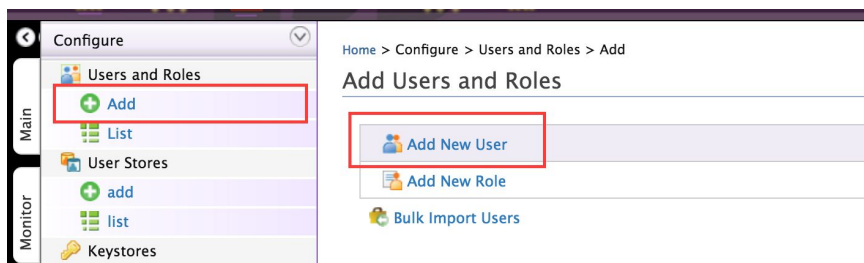 Configure
Users and Roles
Add
List
User Stores
add
list
Keystores
Main
Monitor
Home > Configure > Users and Roles > Add
Add Users and Roles
Add New User
Add New Role
Bulk Import Users